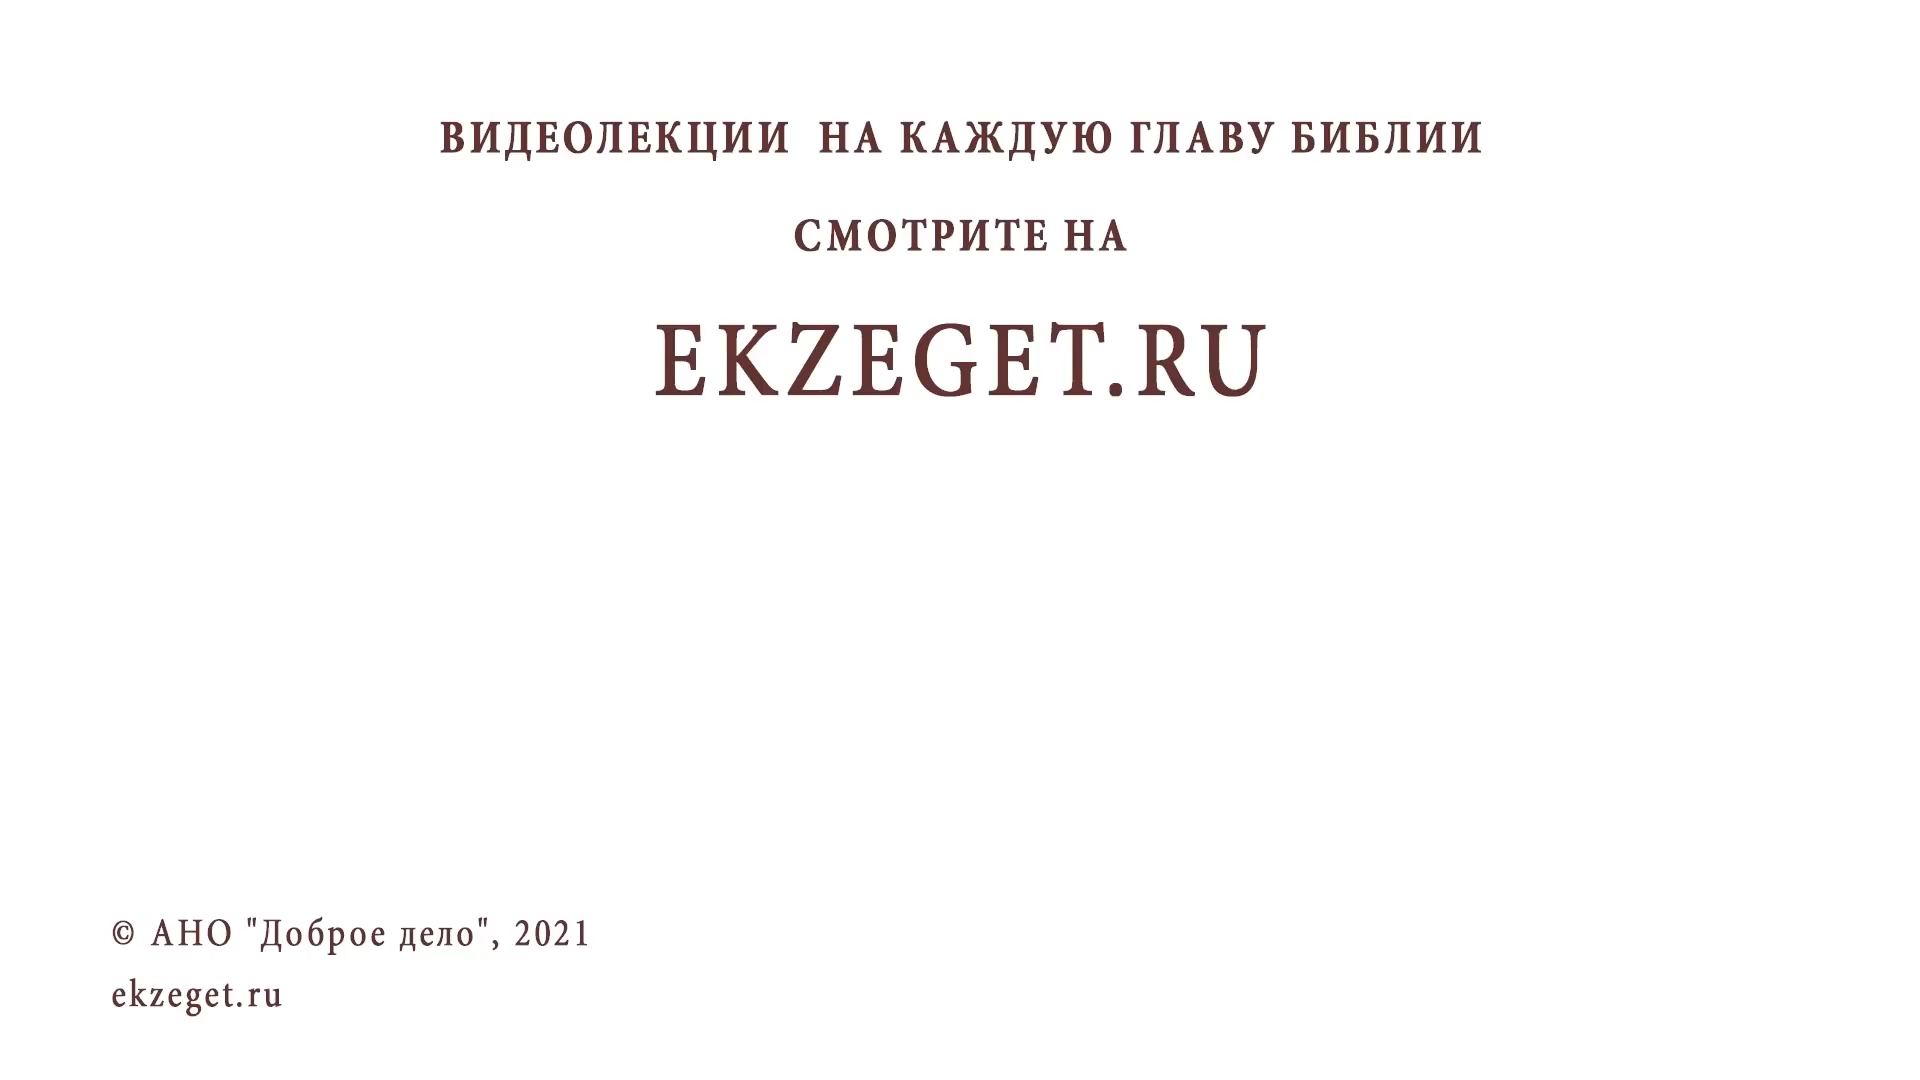 ВИДЕОЛЕКЦИИ НА КАЖДУЮ ГЛАВУ БИБЛИИ
СМОТРИТЕ НА
EKZEGET.RU
© АНО "Доброе дело", 2021
ekzeget.ru